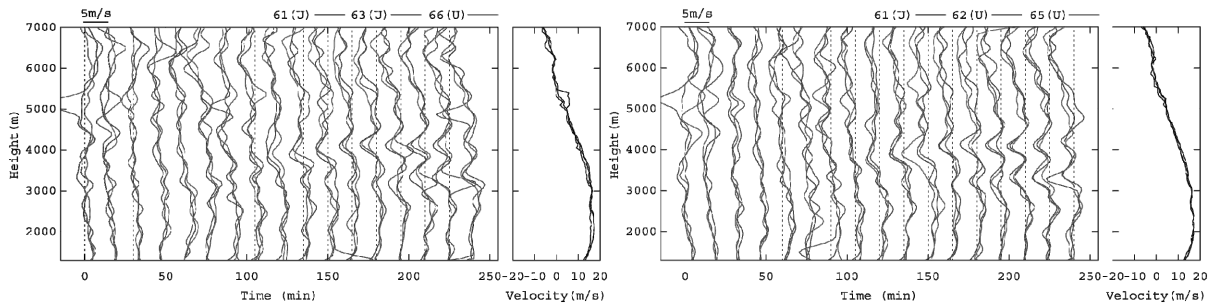 5m/s 61(J) 63(J) 66(U)
7000
6000
5000
4000
3000
2000
Height(m)
0 50 100 150 200 250
Time (min)
-20 -10 0 10 20
Velocity(m/s)
5m/s 61(J) 62(U) 65(U)
7000
6000
5000
4000
3000
2000
Height(m)
0 50 100 150 200 250
Time (min)
-20 -10 0 10 20
Velocity(m/s)